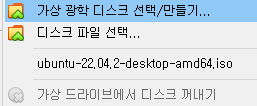 가상 광학 디스크 선택/만들기...
디스크 파일 선택...
ubuntu-22,04,2-desktop-amd64,iso
가상 드라이브에서 디스크 꺼내기